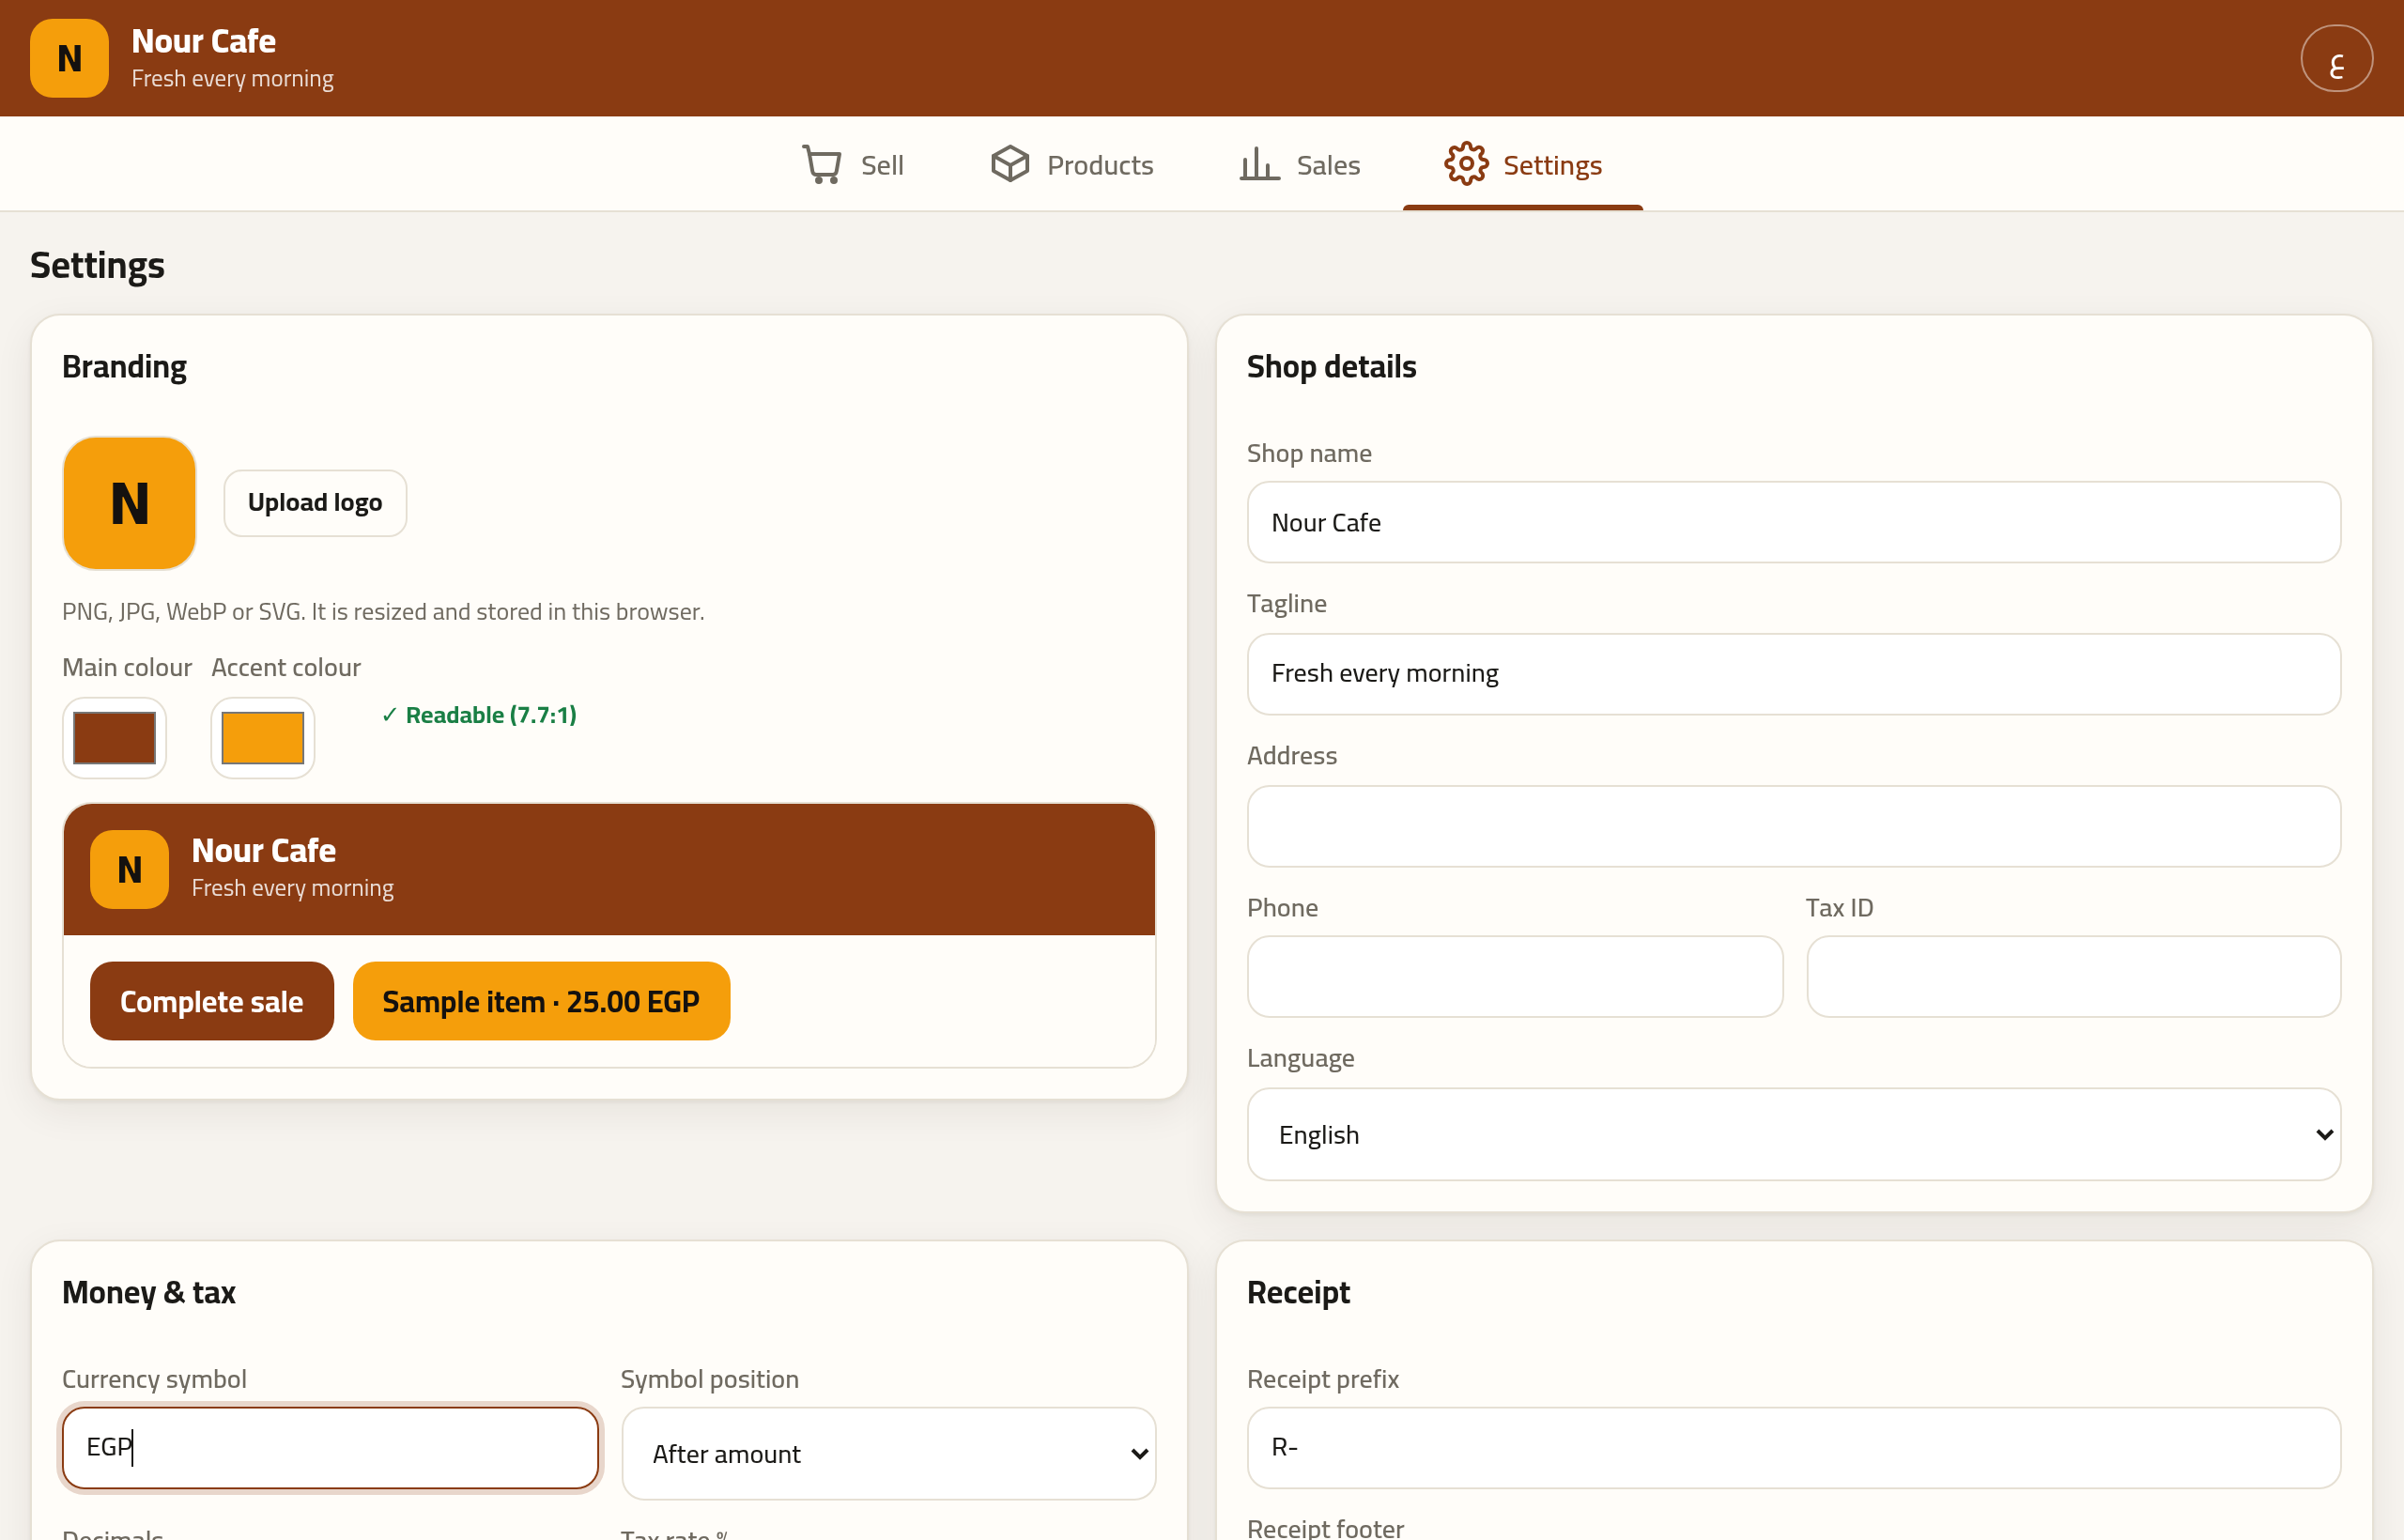 N
Nour Cafe
Fresh every morning
ع
Sell
Products
Sales
Settings
Settings
Branding
N
Upload logo
PNG, JPG, WebP or SVG. It is resized and stored in this browser.
Main colour
Accent colour
✓ Readable (7.7:1)
N
Nour Cafe
Fresh every morning
Complete sale
Sample item · 25.00 EGP
Shop details
Shop name
Nour Cafe
Tagline
Fresh every morning
Address
Phone
Tax ID
Language
English
Money & tax
Currency symbol
EGP
Symbol position
After amount
Decimals
Tax rate %
Receipt
Receipt prefix
R-
Receipt footer